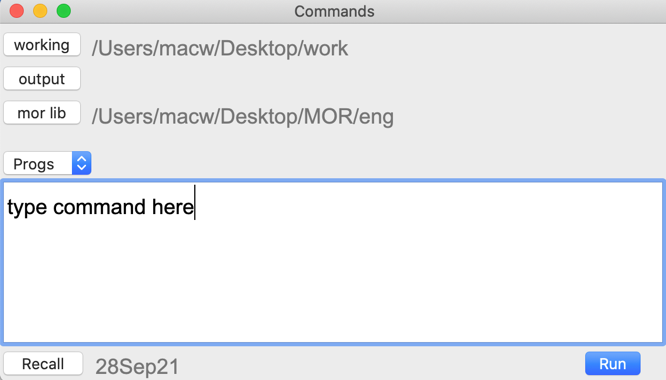 Commands
working /Users/macw/Desktop/work
output
mor lib /Users/macw/Desktop/MOR/eng
Progs
type command here
Recall 28Sep21 Run